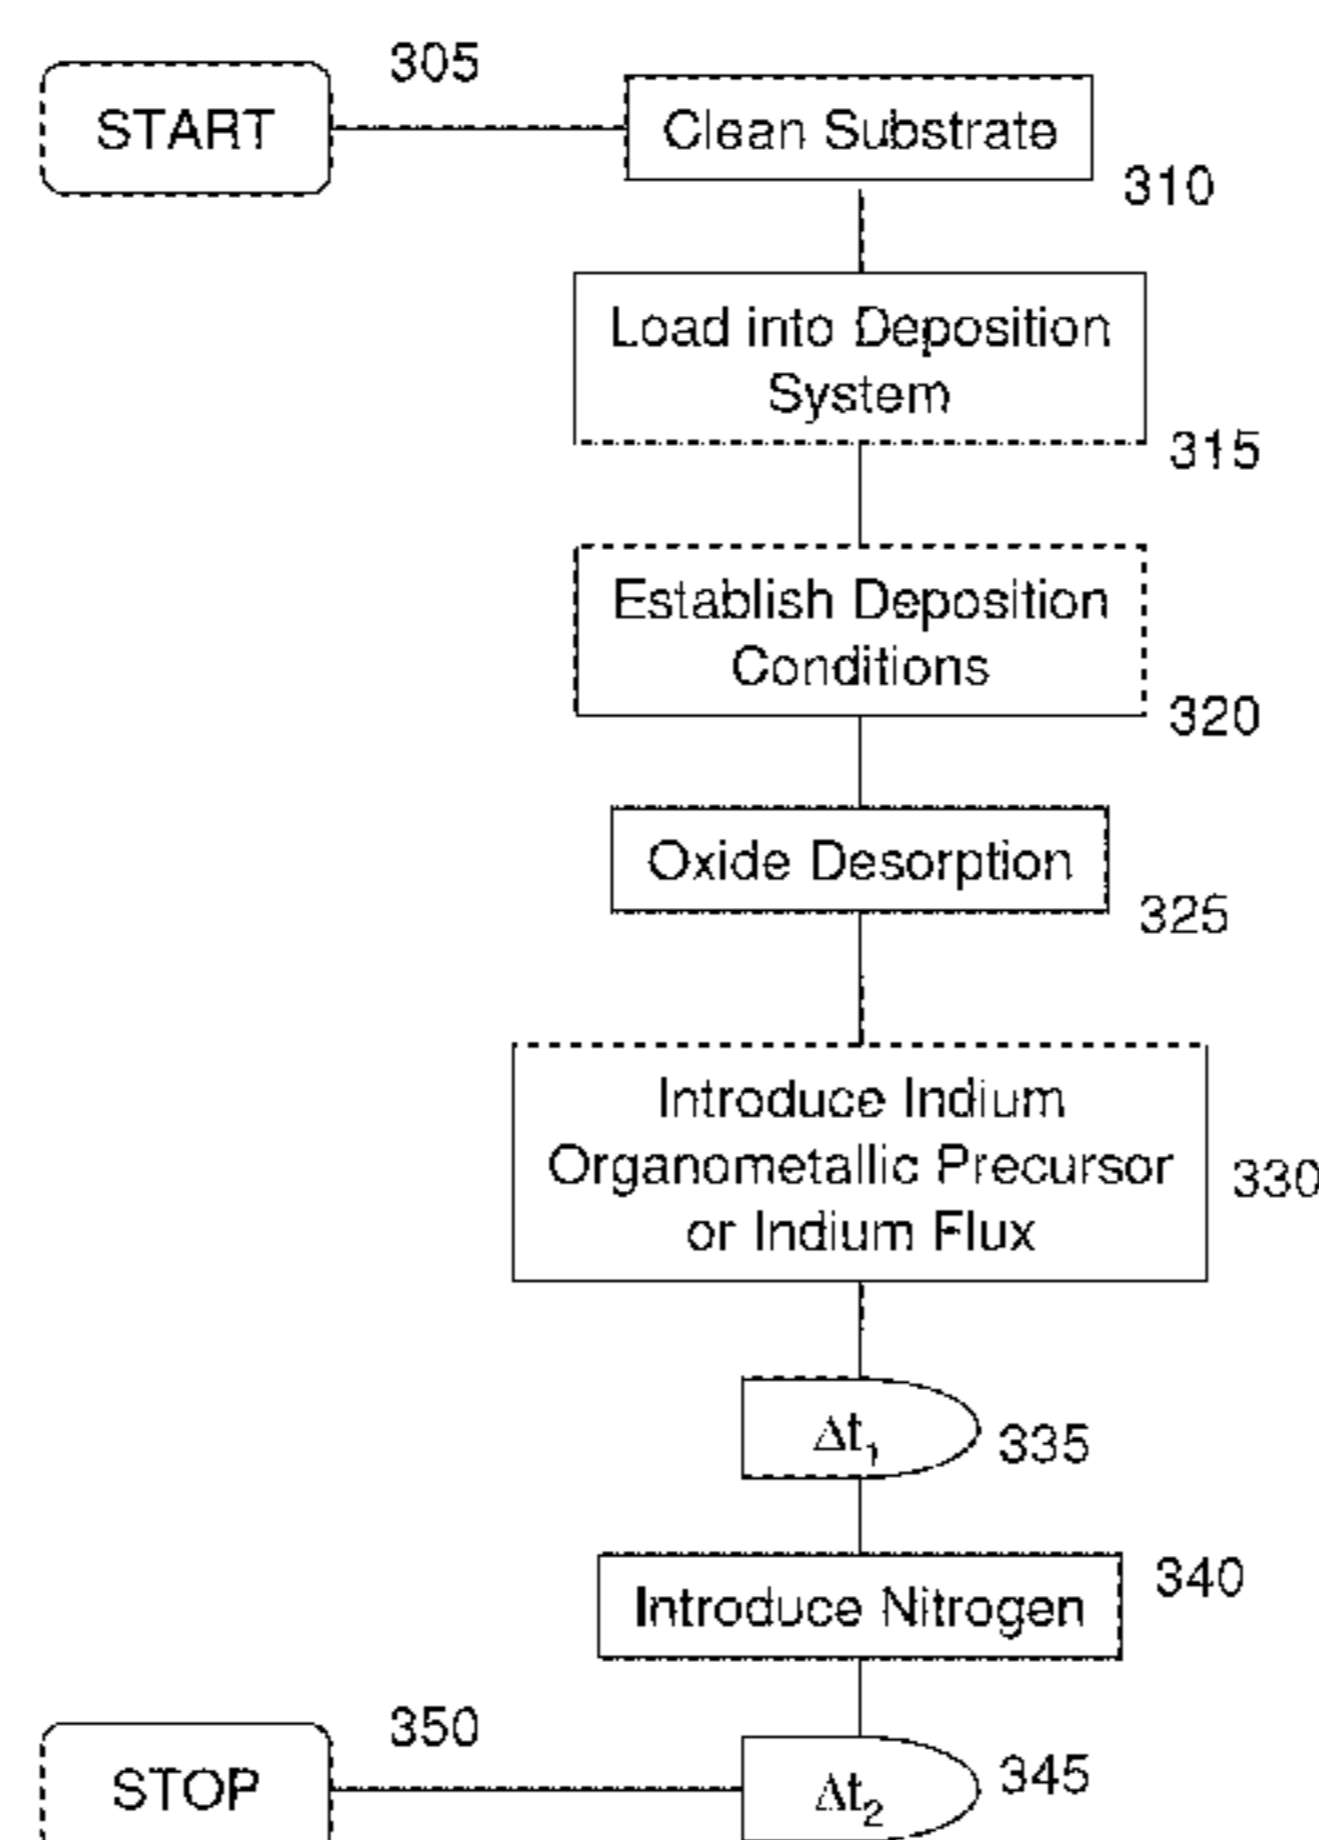 START
305
Clean Substrate
310
Load into Deposition
System
315
Establish Deposition
Conditions
320
Oxide Desorption
325
Introduce Indium
Organometallic Precursor
or Indium Flux
330
Δt₁
335
Introduce Nitrogen
340
STOP
350
Δt₂
345